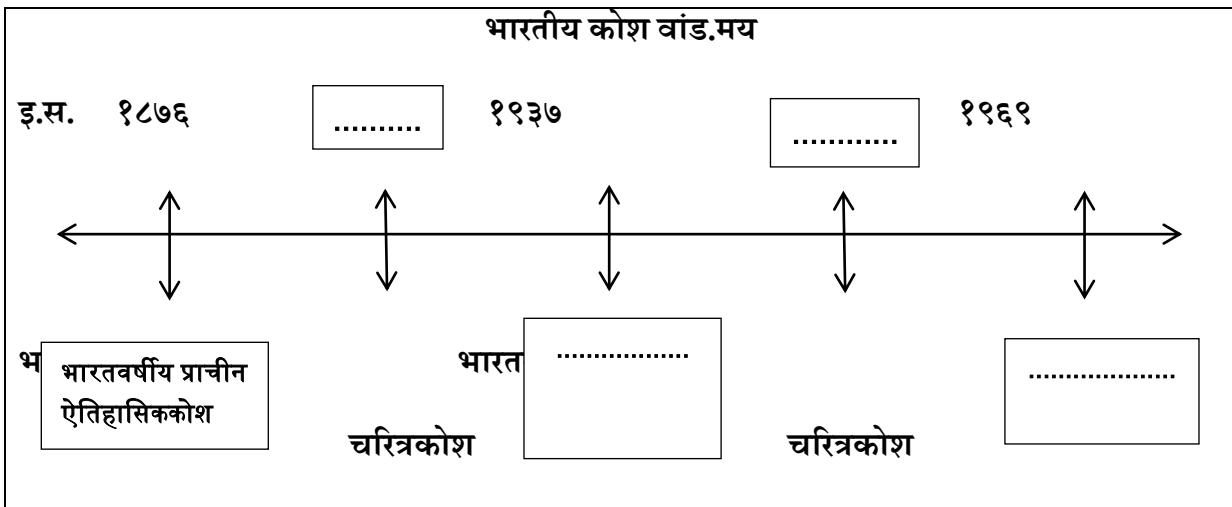 भारतीय कोश वांड.मय
इ.स. १८७६ .......... १९३७ ............ १९६९
भ भारतवर्षीय प्राचीन भारत .................. ....................
ऐतिहासिककोश
चरित्रकोश चरित्रकोश